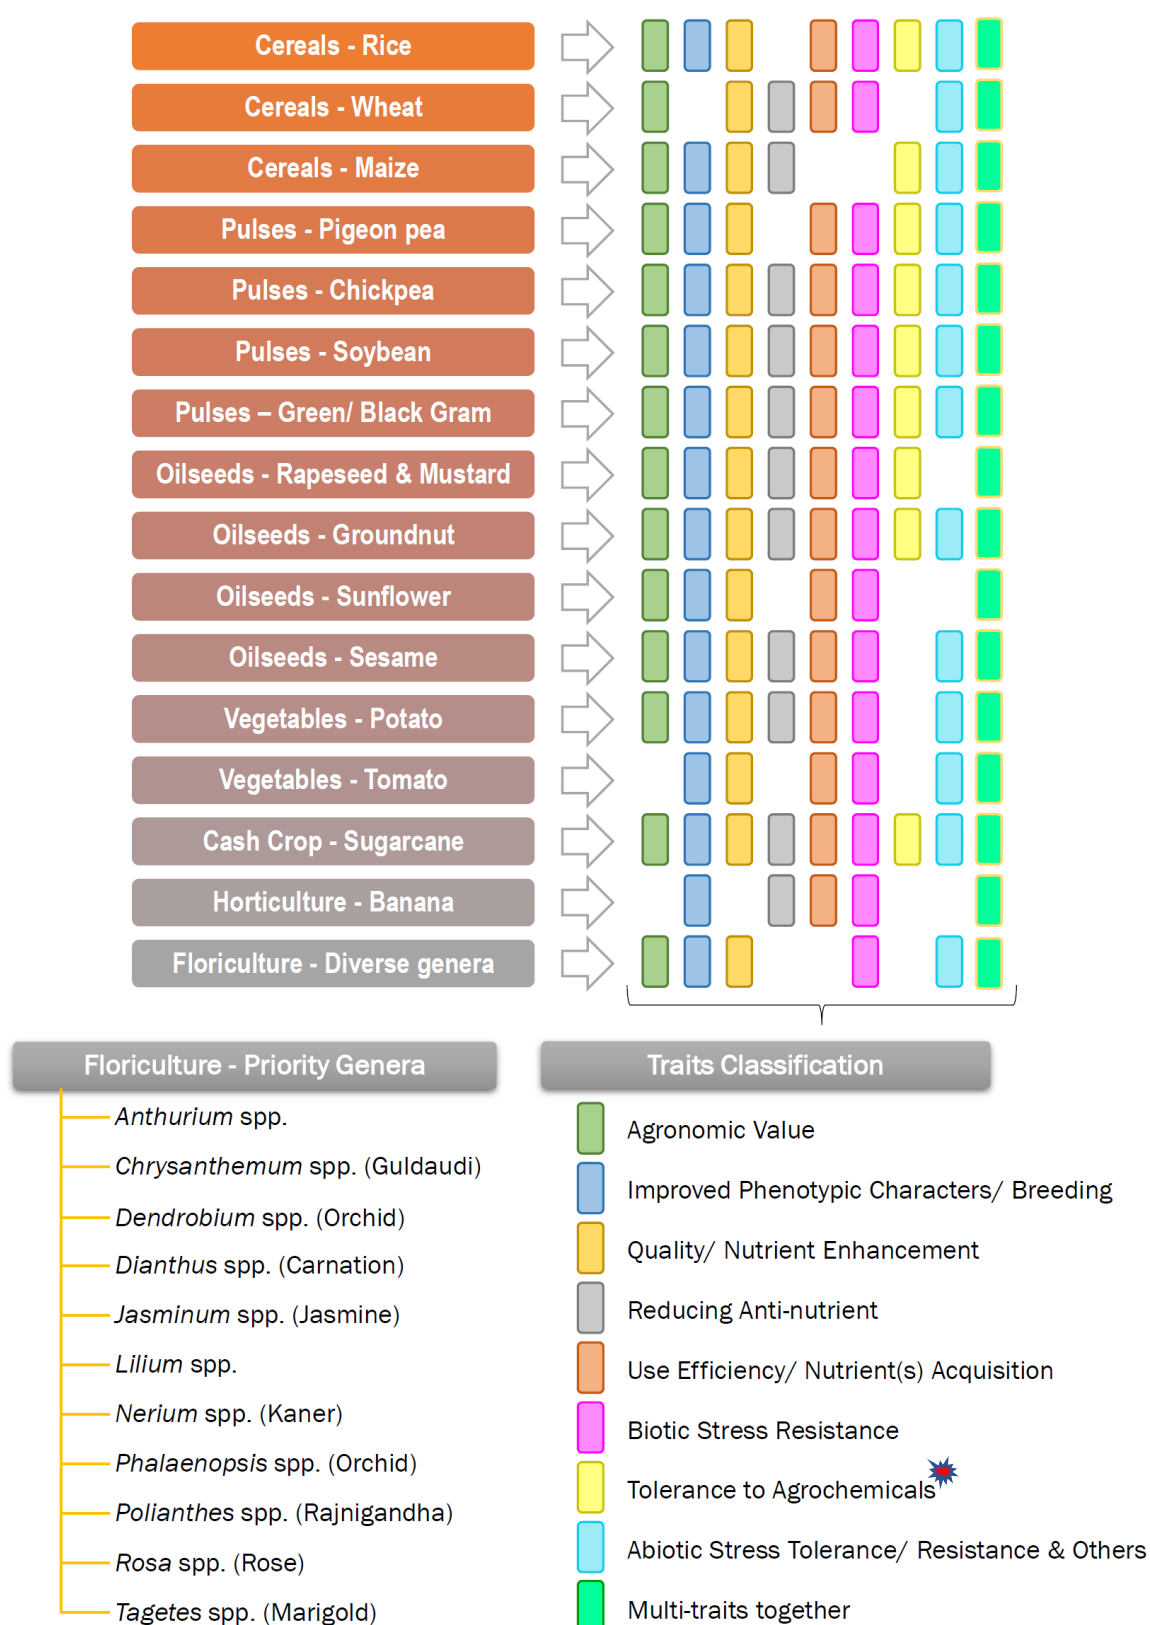 Cereals - Rice
Cereals - Wheat
Cereals - Maize
Pulses - Pigeon pea
Pulses - Chickpea
Pulses - Soybean
Pulses – Green/ Black Gram
Oilseeds - Rapeseed & Mustard
Oilseeds - Groundnut
Oilseeds - Sunflower
Oilseeds - Sesame
Vegetables - Potato
Vegetables - Tomato
Cash Crop - Sugarcane
Horticulture - Banana
Floriculture - Diverse genera
Floriculture - Priority Genera
Anthurium spp.
Chrysanthemum spp. (Guldaudi)
Dendrobium spp. (Orchid)
Dianthus spp. (Carnation)
Jasminum spp. (Jasmine)
Lilium spp.
Nerium spp. (Kaner)
Phalaenopsis spp. (Orchid)
Polianthes spp. (Rajnigandha)
Rosa spp. (Rose)
Tagetes spp. (Marigold)
Traits Classification
Agronomic Value
Improved Phenotypic Characters/ Breeding
Quality/ Nutrient Enhancement
Reducing Anti-nutrient
Use Efficiency/ Nutrient(s) Acquisition
Biotic Stress Resistance
Tolerance to Agrochemicals
Abiotic Stress Tolerance/ Resistance & Others
Multi-traits together